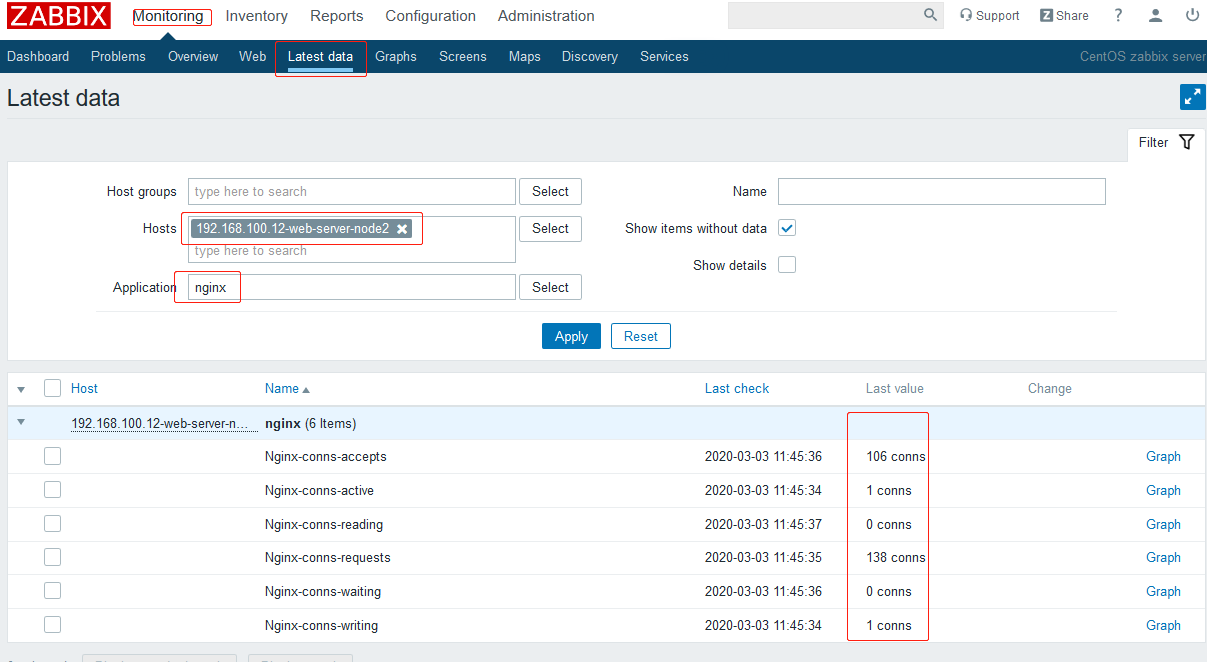 ZABBIX Monitoring Inventory Reports Configuration Administration Support Share ?
Dashboard Problems Overview Web Latest data Graphs Screens Maps Discovery Services CentOS zabbix server
Latest data
Filter
Host groups type here to search Select Name
Hosts 192.168.100.12-web-server-node2 Select Show items without data
type here to search
Show details
Application nginx Select
Apply Reset
Host Name Last check Last value Change
192.168.100.12-web-server-n... nginx (6 Items)
Nginx-conns-accepts 2020-03-03 11:45:36 106 conns Graph
Nginx-conns-active 2020-03-03 11:45:34 1 conns Graph
Nginx-conns-reading 2020-03-03 11:45:37 0 conns Graph
Nginx-conns-requests 2020-03-03 11:45:35 138 conns Graph
Nginx-conns-waiting 2020-03-03 11:45:36 0 conns Graph
Nginx-conns-writing 2020-03-03 11:45:34 1 conns Graph